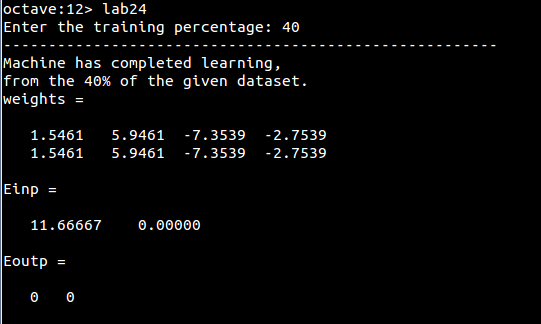 octave:12> lab24
Enter the training percentage: 40
-------------------------------------------------------
Machine has completed learning,
from the 40% of the given dataset.
weights =
1.5461 5.9461 -7.3539 -2.7539
1.5461 5.9461 -7.3539 -2.7539
Einp =
11.66667 0.00000
Eoutp =
0 0